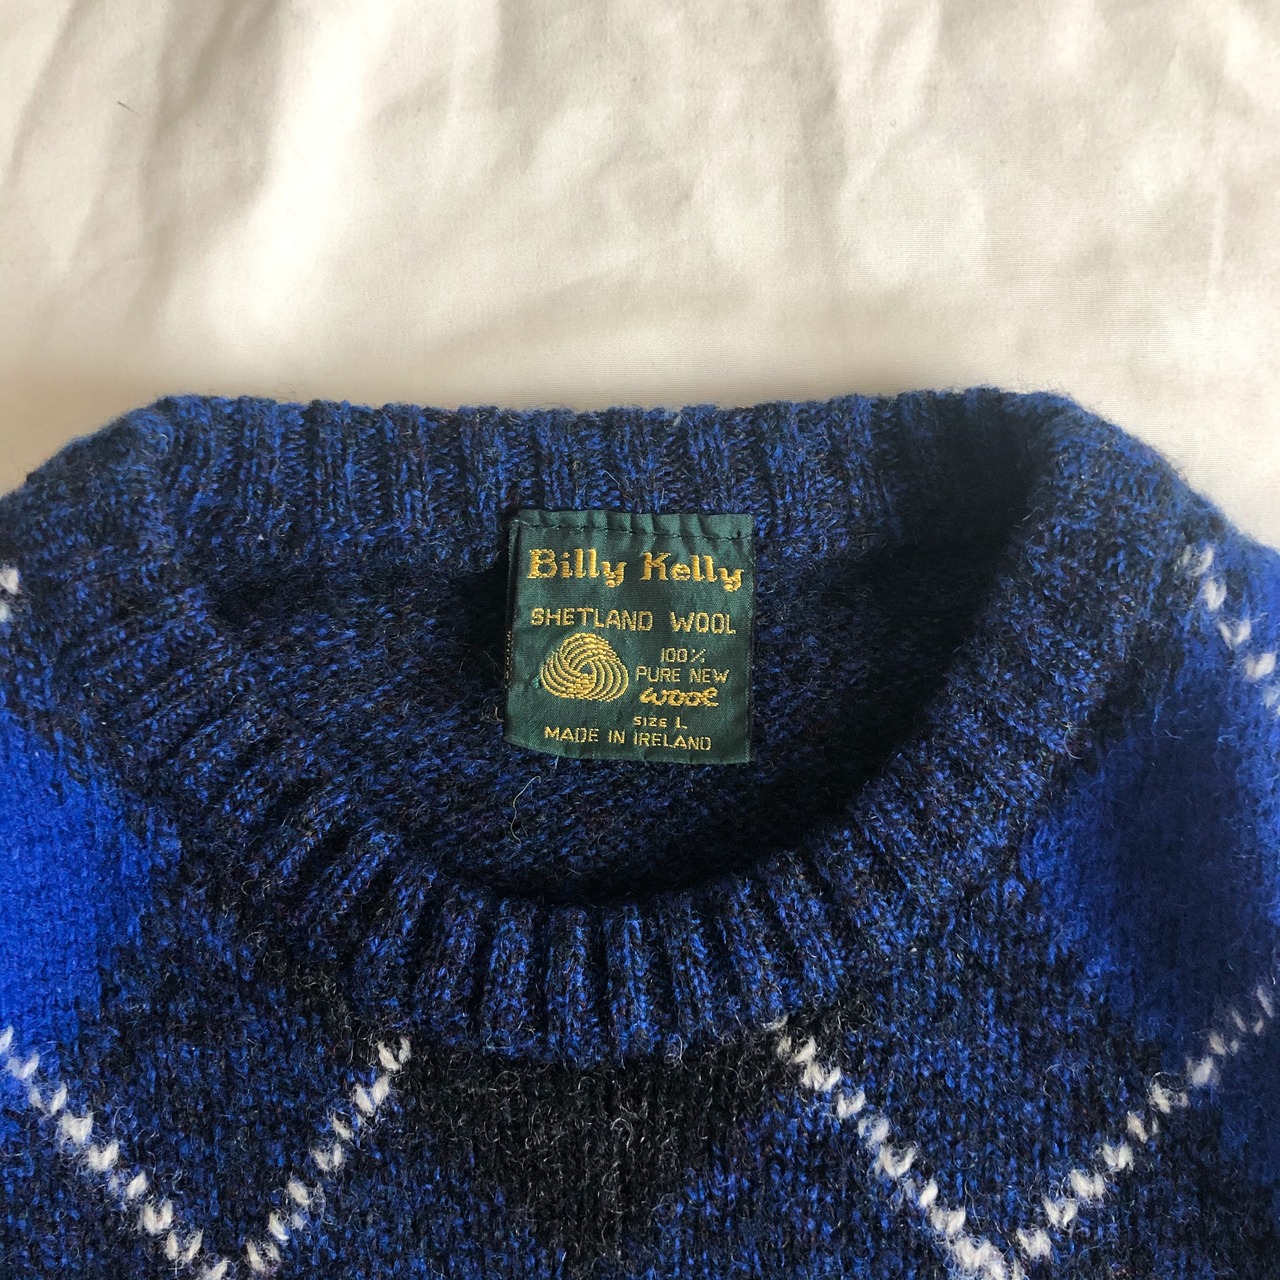 Billy Kelly
SHETLAND WOOL
100%
PURE NEW
WOOL
SIZE L
MADE IN IRELAND